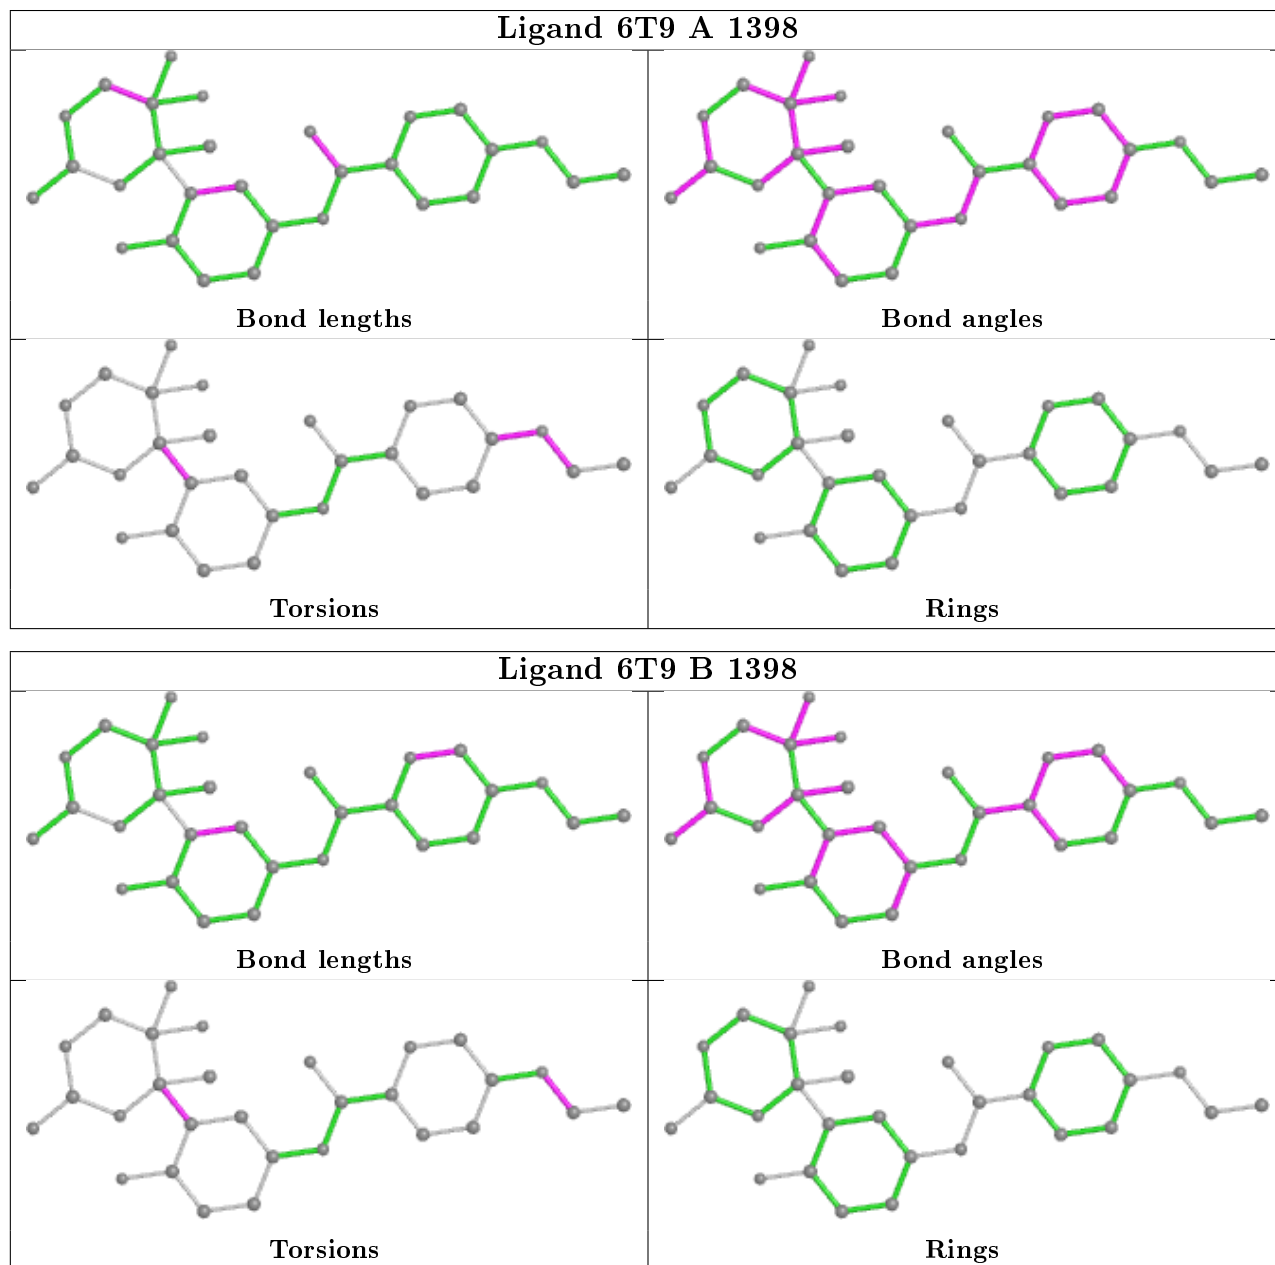 Ligand 6T9 A 1398
Bond lengths
Bond angles
Torsions
Rings
Ligand 6T9 B 1398
Bond lengths
Bond angles
Torsions
Rings